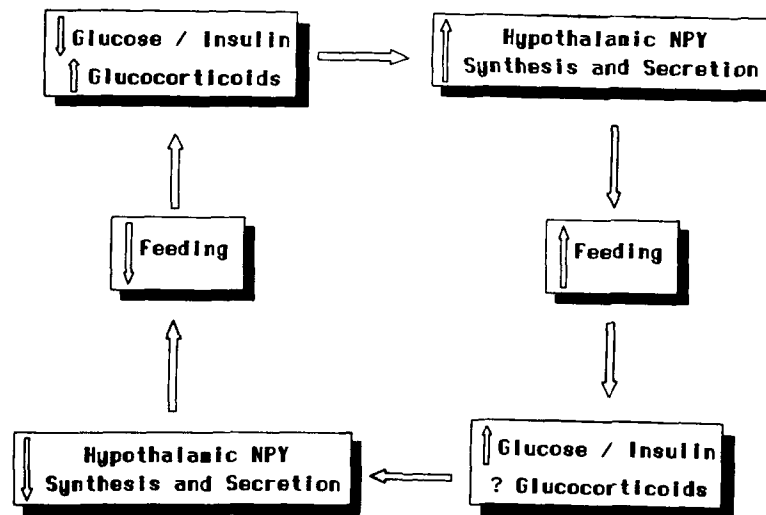 Glucose / Insulin
Glucocorticoids
Hypothalamic NPY
Synthesis and Secretion
Feeding
Feeding
Hypothalamic NPY
Synthesis and Secretion
Glucose / Insulin
? Glucocorticoids